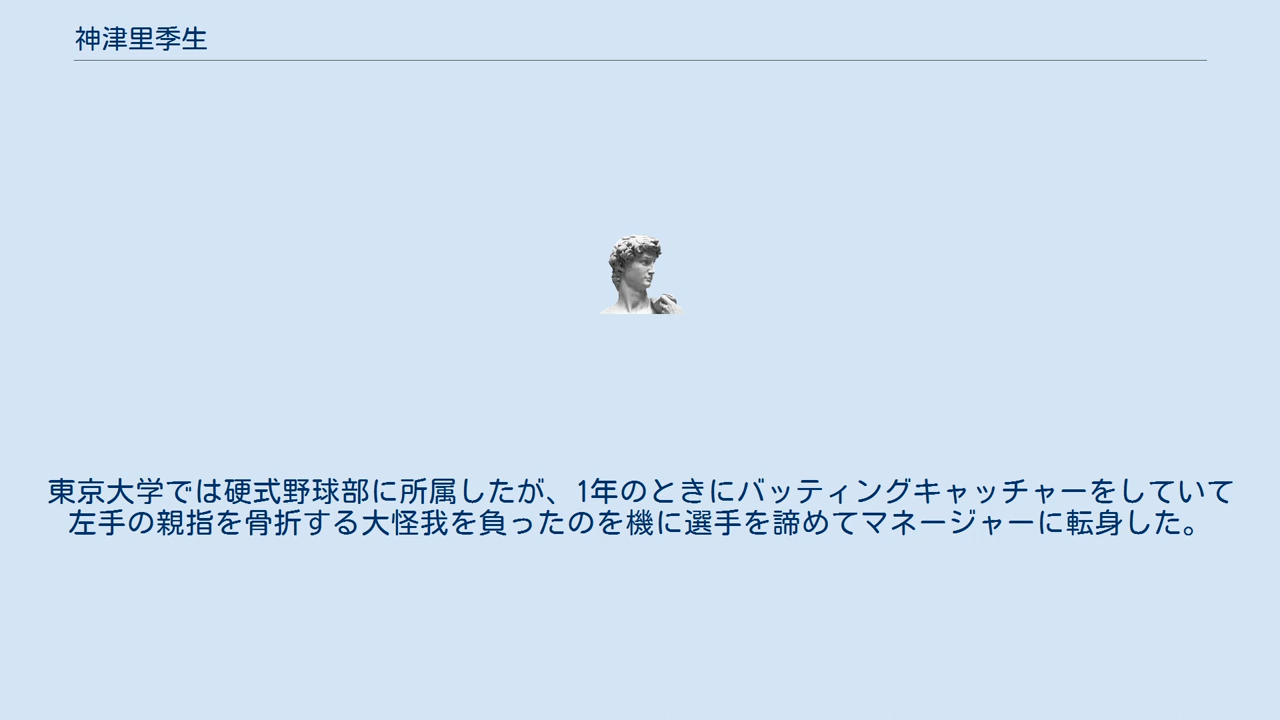 神津里季生
東京大学では硬式野球部に所属したが、1年のときにバッティングキャッチャーをしていて
左手の親指を骨折する大怪我を負ったのを機に選手を諦めてマネージャーに転身した。